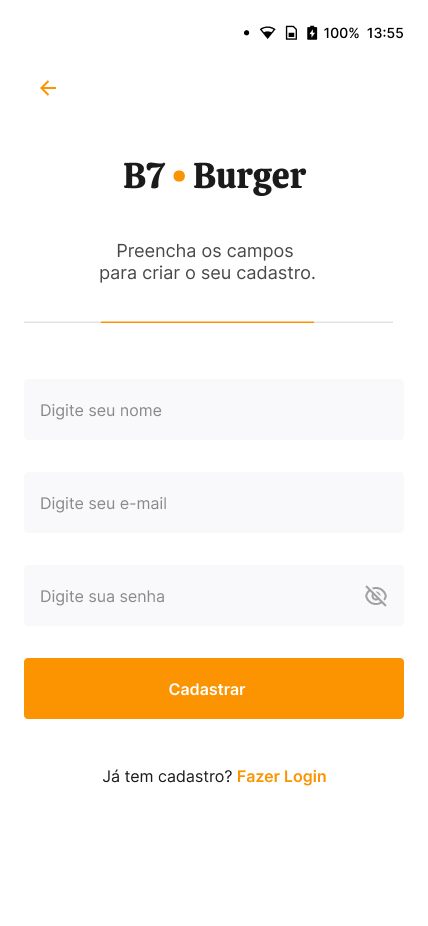 100% 13:55
B7 • Burger
Preencha os campos
para criar o seu cadastro.
Digite seu nome
Digite seu e-mail
Digite sua senha
Cadastrar
Já tem cadastro? Fazer Login